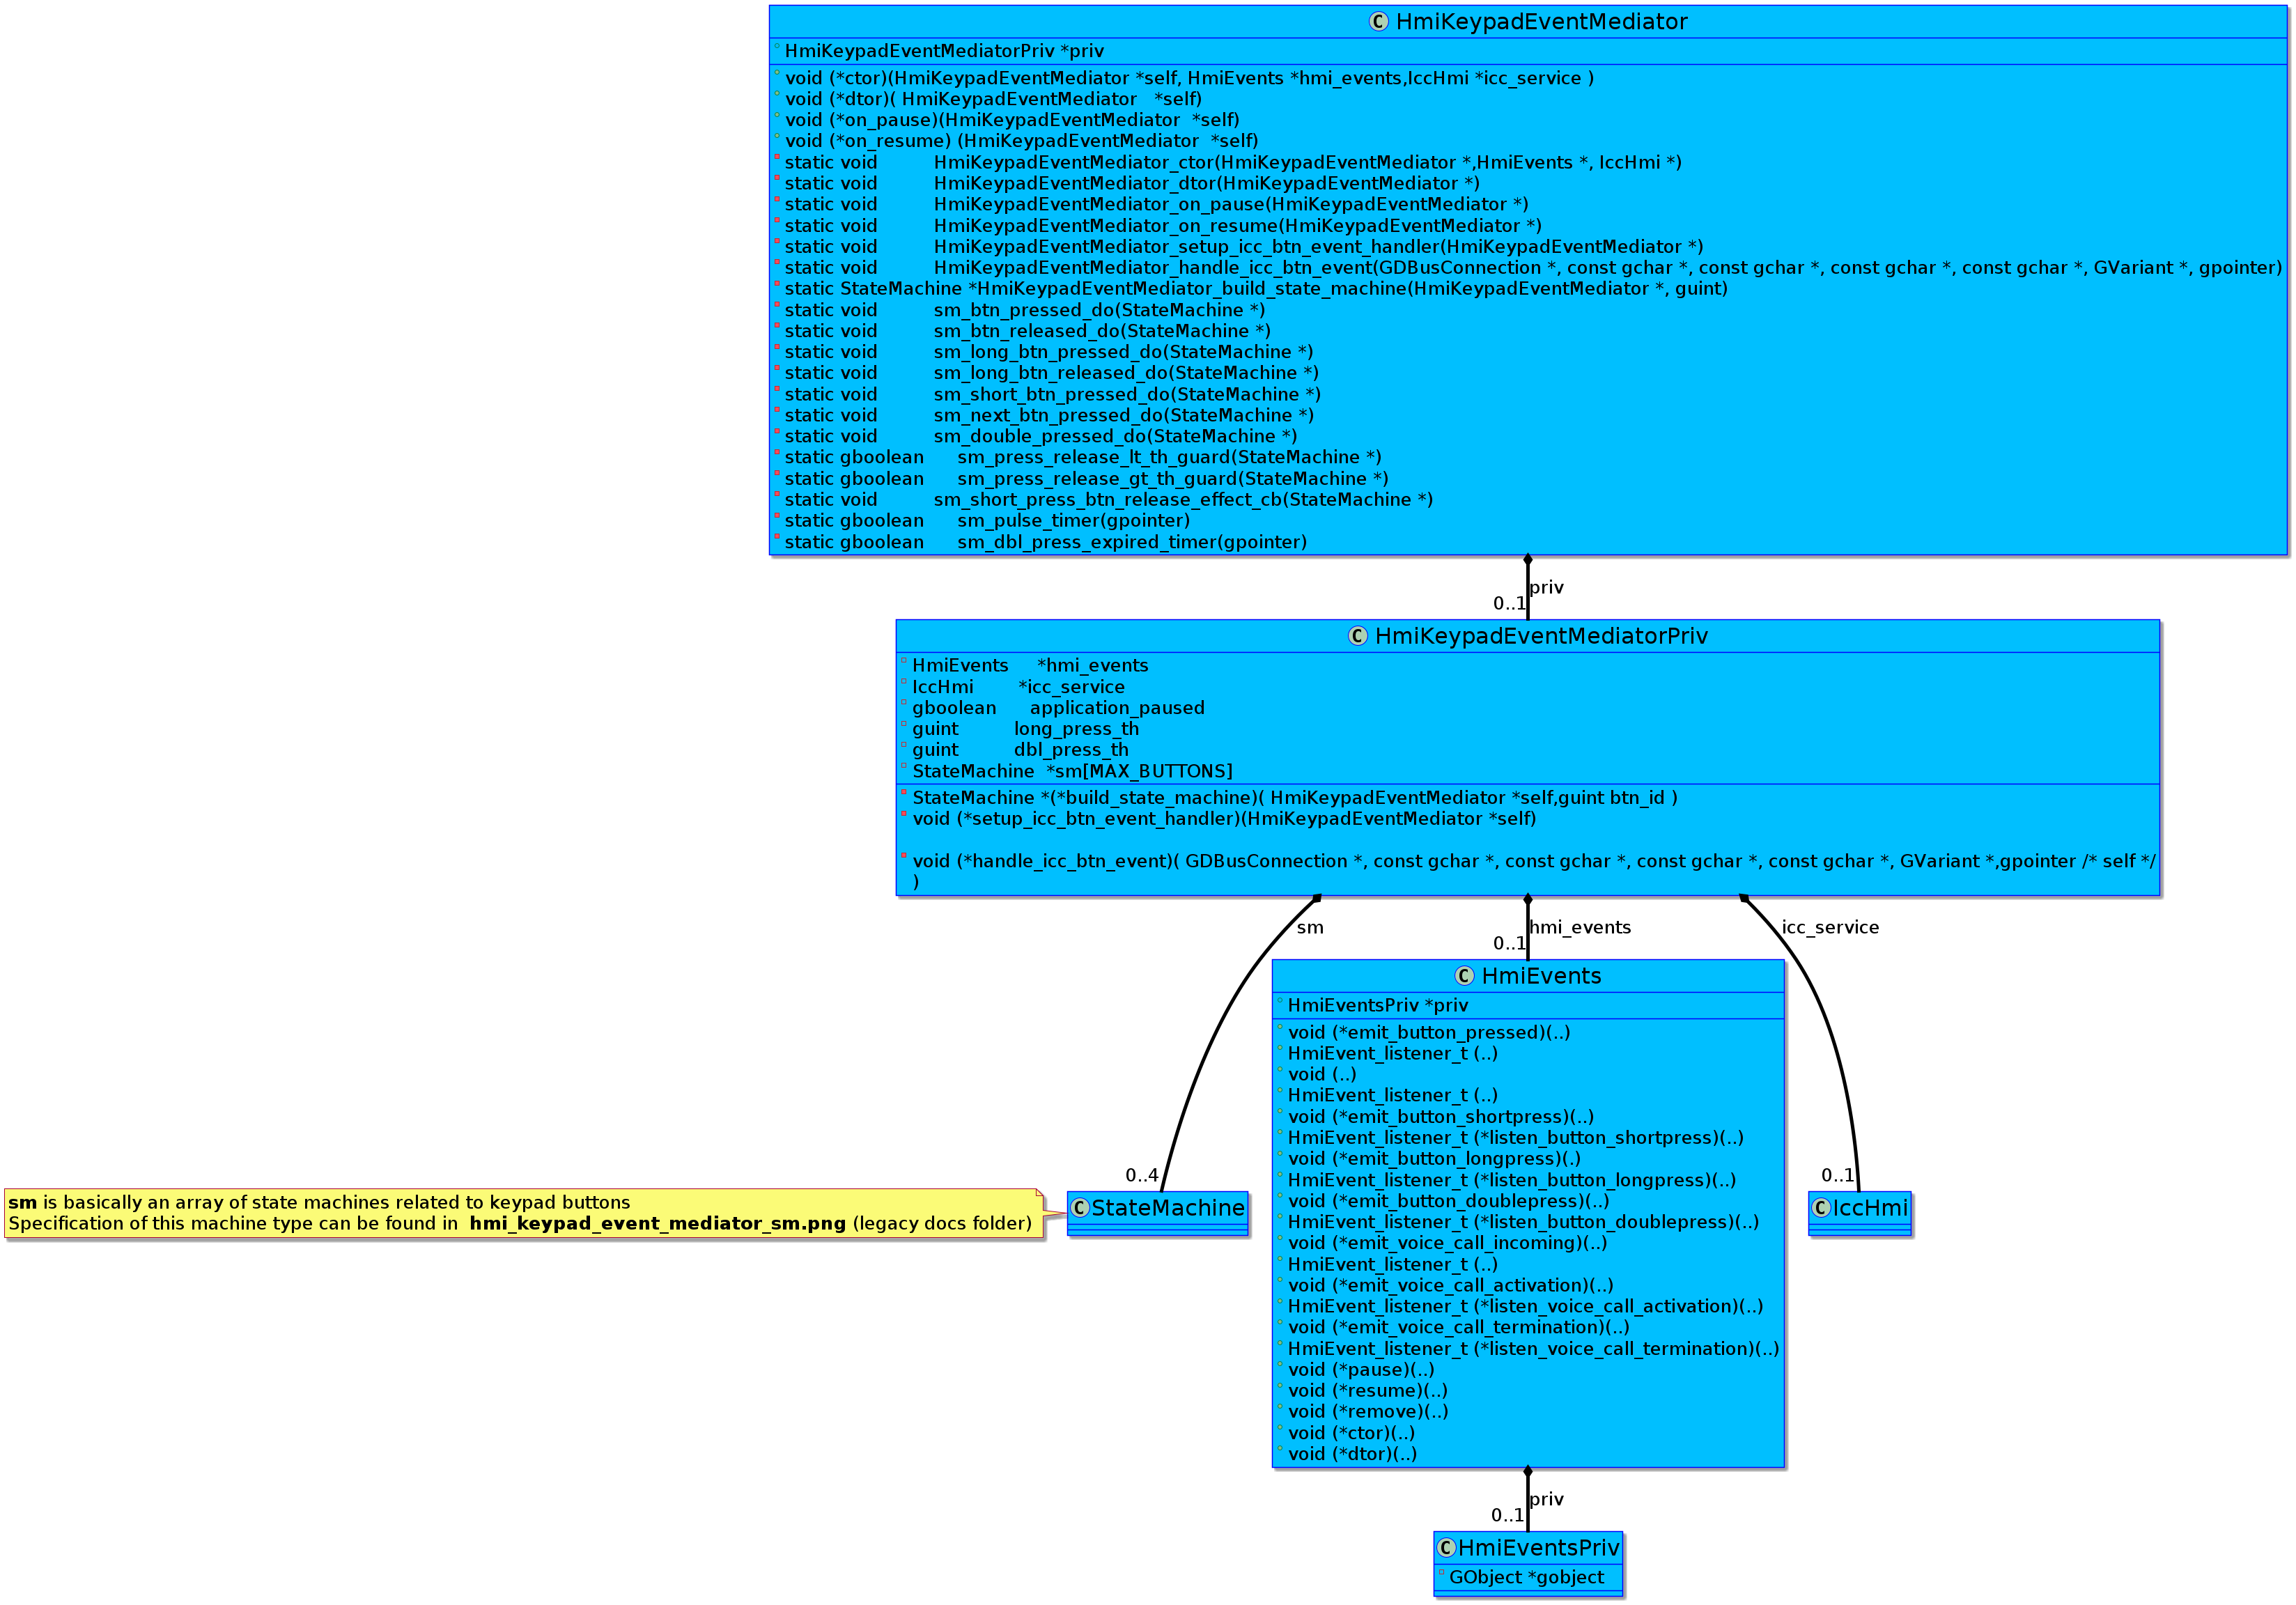 C HmiKeypadEventMediator
HmiKeypadEventMediatorPriv *priv
void (*ctor)(HmiKeypadEventMediator *self, HmiEvents *hmi_events,IccHmi *icc_service )
void (*dtor)( HmiKeypadEventMediator   *self)
void (*on_pause)(HmiKeypadEventMediator  *self)
void (*on_resume) (HmiKeypadEventMediator  *self)
static void          HmiKeypadEventMediator_ctor(HmiKeypadEventMediator *,HmiEvents *, IccHmi *)
static void          HmiKeypadEventMediator_dtor(HmiKeypadEventMediator *)
static void          HmiKeypadEventMediator_on_pause(HmiKeypadEventMediator *)
static void          HmiKeypadEventMediator_on_resume(HmiKeypadEventMediator *)
static void          HmiKeypadEventMediator_setup_icc_btn_event_handler(HmiKeypadEventMediator *)
static void          HmiKeypadEventMediator_handle_icc_btn_event(GDBusConnection *, const gchar *, const gchar *, const gchar *, const gchar *, GVariant *, gpointer)
static StateMachine *HmiKeypadEventMediator_build_state_machine(HmiKeypadEventMediator *, guint)
static void          sm_btn_pressed_do(StateMachine *)
static void          sm_btn_released_do(StateMachine *)
static void          sm_long_btn_pressed_do(StateMachine *)
static void          sm_long_btn_released_do(StateMachine *)
static void          sm_short_btn_pressed_do(StateMachine *)
static void          sm_next_btn_pressed_do(StateMachine *)
static void          sm_double_pressed_do(StateMachine *)
static gboolean      sm_press_release_lt_th_guard(StateMachine *)
static gboolean      sm_press_release_gt_th_guard(StateMachine *)
static void          sm_short_press_btn_release_effect_cb(StateMachine *)
static gboolean      sm_pulse_timer(gpointer)
static gboolean      sm_dbl_press_expired_timer(gpointer)
priv
0..1
C HmiKeypadEventMediatorPriv
HmiEvents     *hmi_events
IccHmi        *icc_service
gboolean      application_paused
guint          long_press_th
guint          dbl_press_th
StateMachine  *sm[MAX_BUTTONS]
StateMachine *(*build_state_machine)( HmiKeypadEventMediator *self,guint btn_id )
void (*setup_icc_btn_event_handler)(HmiKeypadEventMediator *self)
void (*handle_icc_btn_event)( GDBusConnection *, const gchar *, const gchar *, const gchar *, const gchar *, GVariant *,gpointer /* self */
)
sm
hmi_events
icc_service
0..1
C HmiEvents
HmiEventsPriv *priv
void (*emit_button_pressed)(..)
HmiEvent_listener_t (..)
void (..)
HmiEvent_listener_t (..)
void (*emit_button_shortpress)(..)
HmiEvent_listener_t (*listen_button_shortpress)(..)
void (*emit_button_longpress)(.)
HmiEvent_listener_t (*listen_button_longpress)(..)
void (*emit_button_doublepress)(..)
HmiEvent_listener_t (*listen_button_doublepress)(..)
void (*emit_voice_call_incoming)(..)
HmiEvent_listener_t (..)
void (*emit_voice_call_activation)(..)
HmiEvent_listener_t (*listen_voice_call_activation)(..)
void (*emit_voice_call_termination)(..)
HmiEvent_listener_t (*listen_voice_call_termination)(..)
void (*pause)(..)
void (*resume)(..)
void (*remove)(..)
void (*ctor)(..)
void (*dtor)(..)
0..4
0..1
sm is basically an array of state machines related to keypad buttons
Specification of this machine type can be found in  hmi_keypad_event_mediator_sm.png (legacy docs folder)
C StateMachine
C IccHmi
priv
0..1
C HmiEventsPriv
GObject *gobject